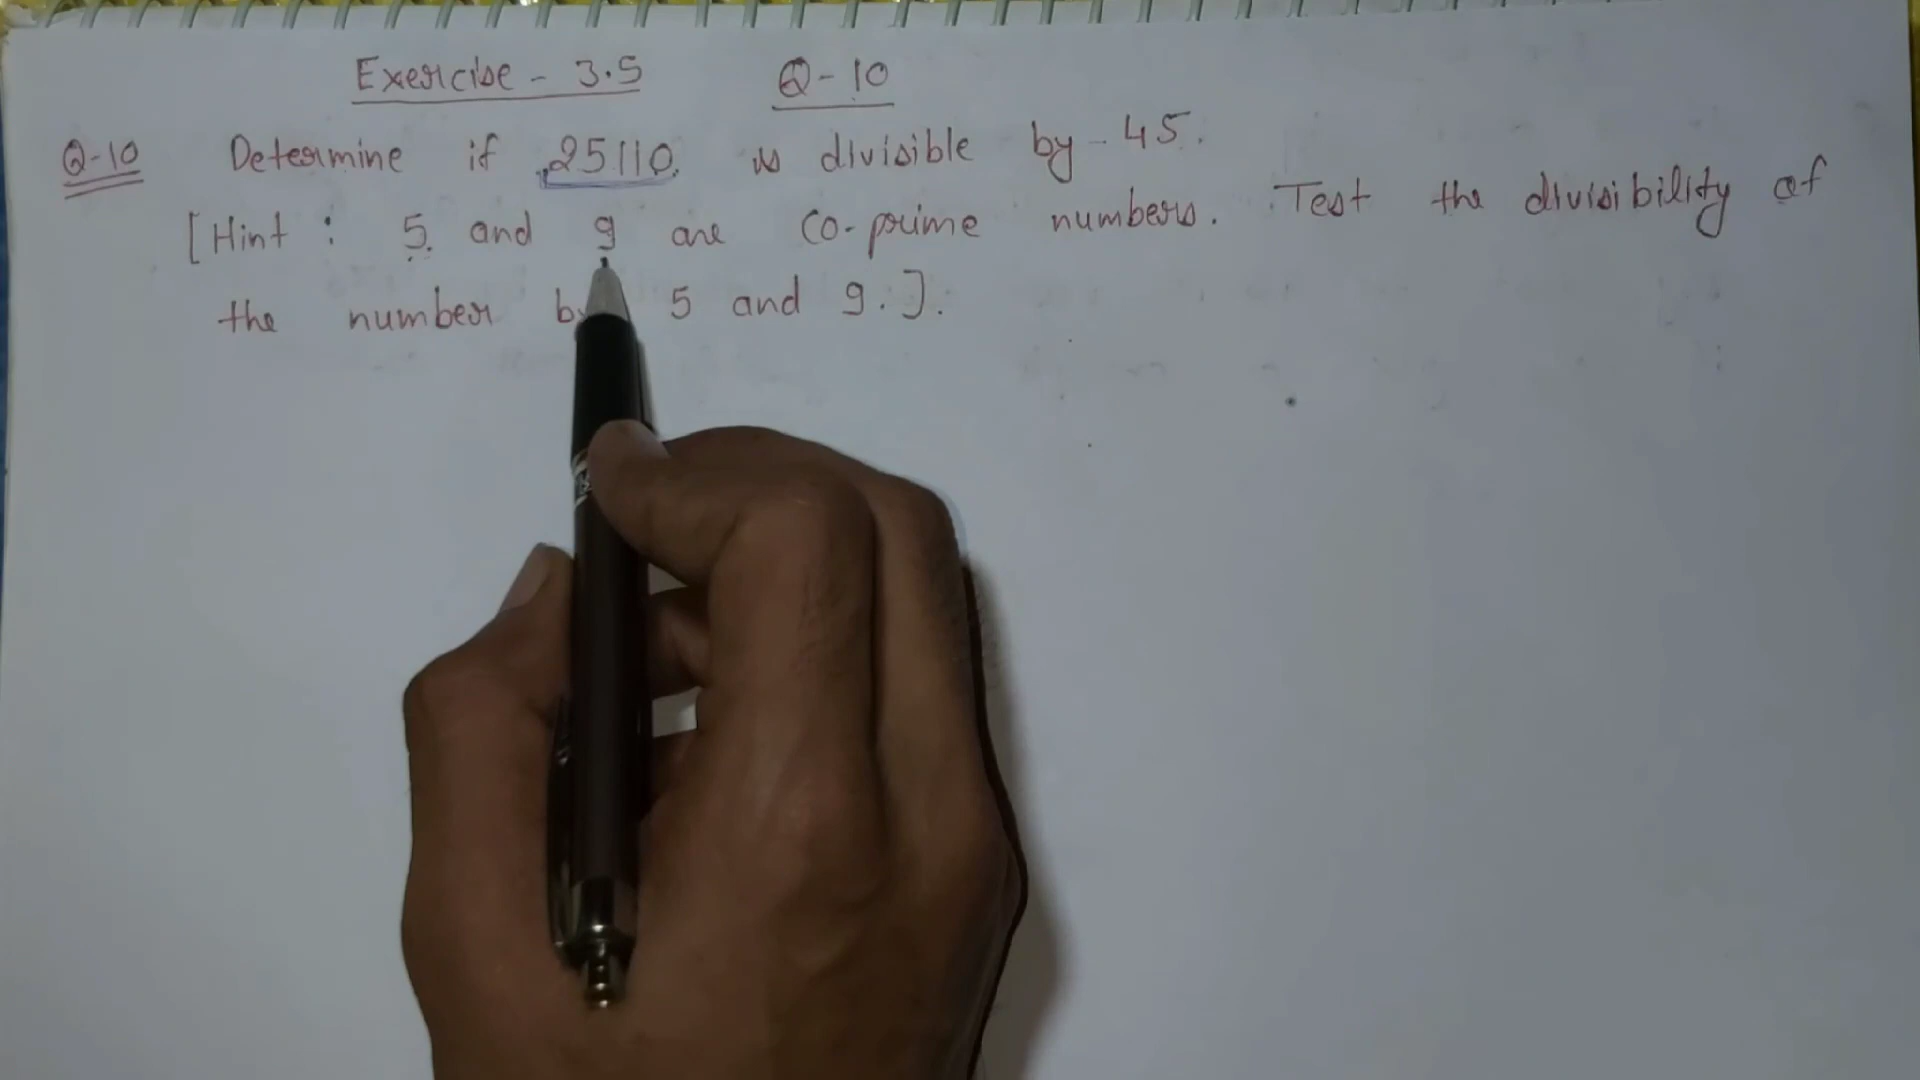 Exercise - 3.5 Q-10
Q-10 Determine if 25110 is divisible by 45.
[Hint : 5 and 9 are co-prime numbers. Test the divisibility of
the number by 5 and 9.].